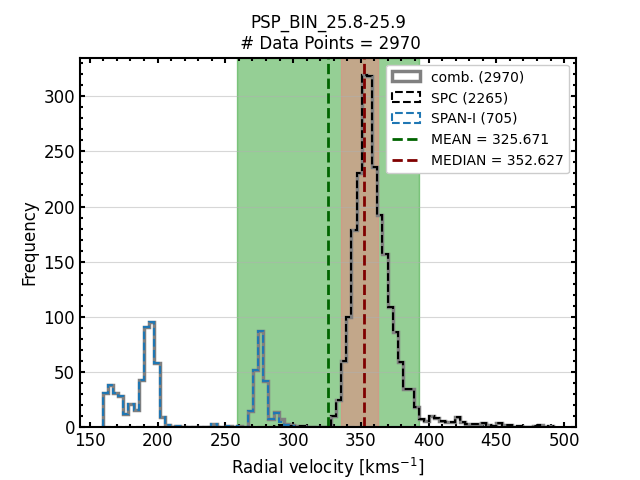 PSP_BIN_25.8-25.9
# Data Points = 2970
comb. (2970)
SPC (2265)
SPAN-I (705)
MEAN = 325.671
MEDIAN = 352.627
Frequency
300
250
200
150
100
50
0
150 200 250 300 350 400 450 500
Radial velocity [kms⁻¹]